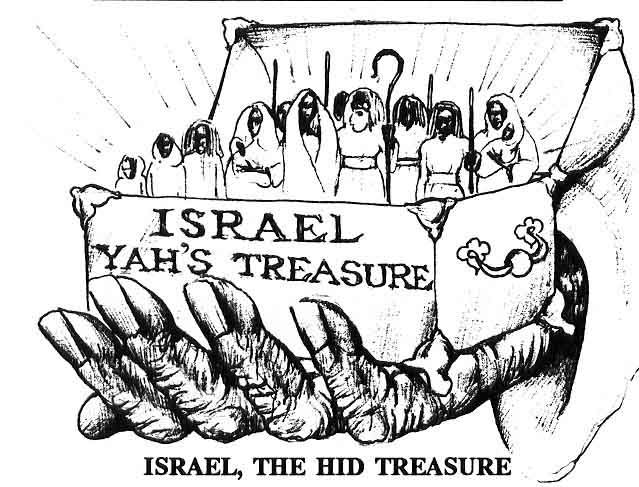 ISRAEL
YAH'S TREASURE
ISRAEL, THE HID TREASURE